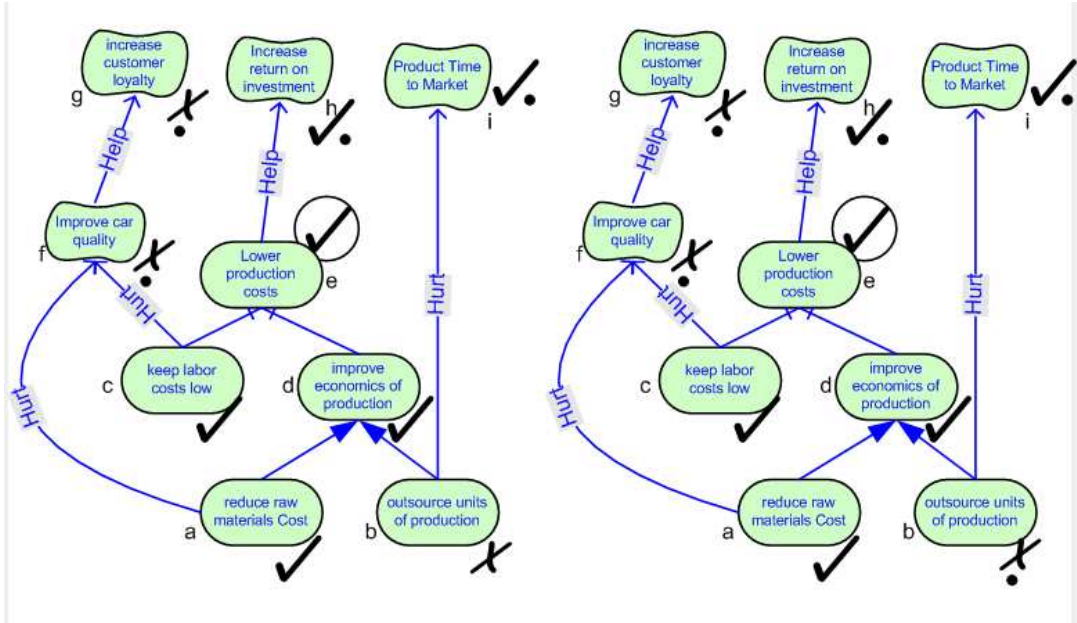 increase
customer
loyalty
g
Increase
return on
investment
h
Product Time
to Market
i
Help
Help
Improve car
quality
f
Lower
production
costs
e
Hurt
Hurt
keep labor
costs low
c
improve
economics of
production
d
Hurt
reduce raw
materials Cost
a
outsource units
of production
b
increase
customer
loyalty
g
Increase
return on
investment
h
Product Time
to Market
i
Help
Help
Improve car
quality
f
Lower
production
costs
e
Hurt
Hurt
keep labor
costs low
c
improve
economics of
production
d
Hurt
reduce raw
materials Cost
a
outsource units
of production
b